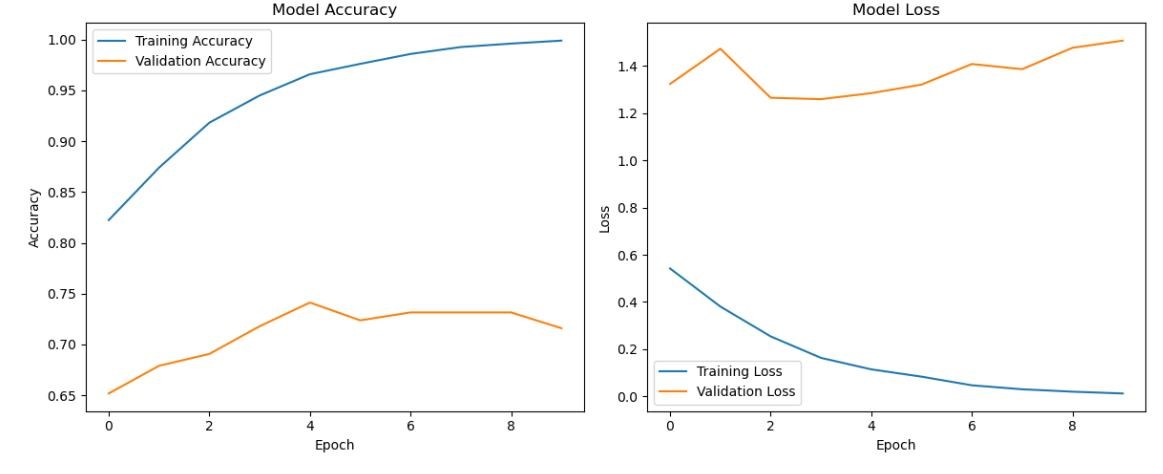 Model Accuracy
Training Accuracy
Validation Accuracy
1.00
0.95
0.90
0.85
0.80
0.75
0.70
0.65
Accuracy
0 2 4 6 8
Epoch
Model Loss
1.4
1.2
1.0
0.8
0.6
0.4
0.2
0.0
Loss
Training Loss
Validation Loss
0 2 4 6 8
Epoch